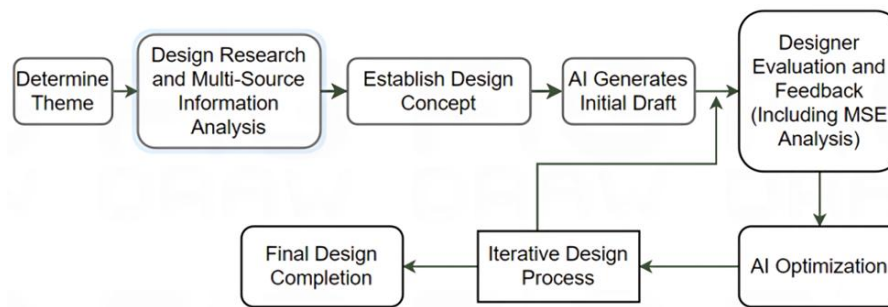 Determine
Theme
Design Research
and Multi-Source
Information
Analysis
Establish Design
Concept
AI Generates
Initial Draft
Designer
Evaluation and
Feedback
(Including MSE
Analysis)
Final Design
Completion
Iterative Design
Process
AI Optimization